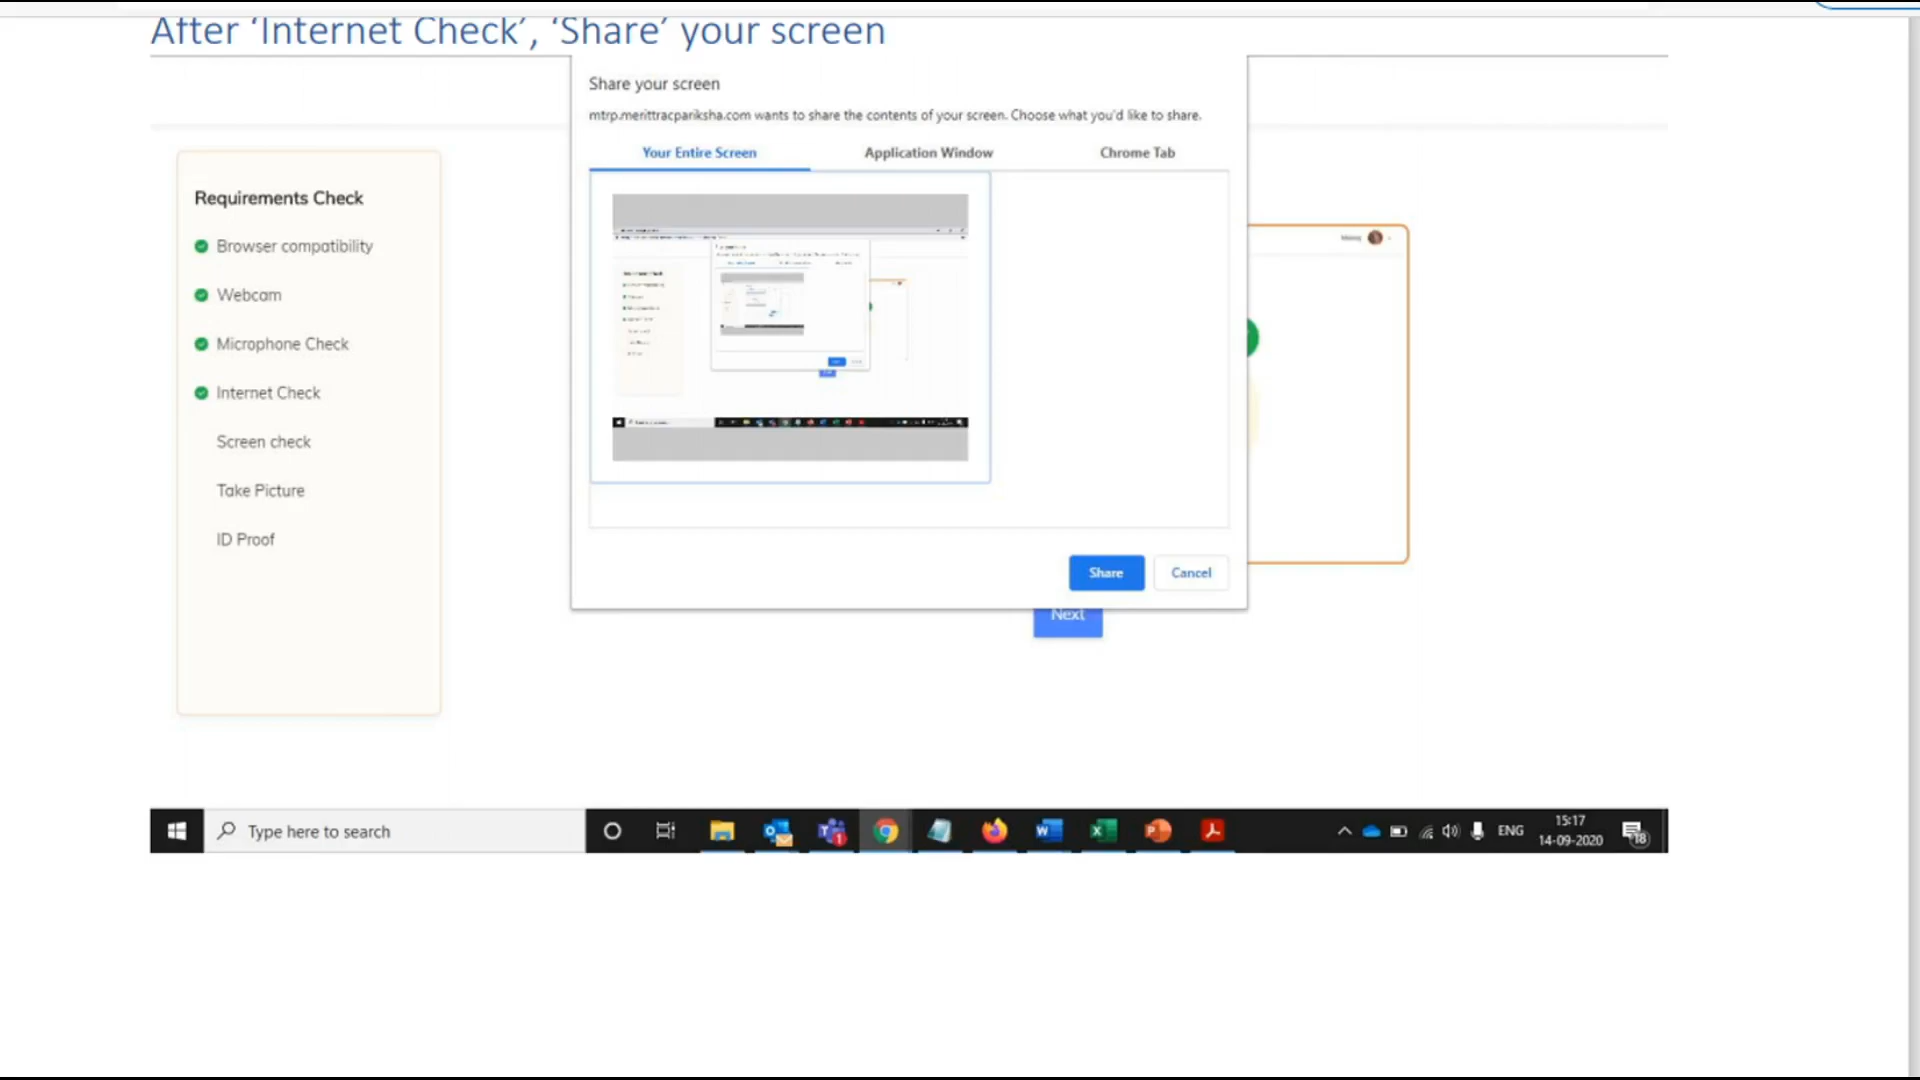 After ‘Internet Check’, ‘Share’ your screen
Share your screen
mtrp.merittracpariksha.com wants to share the contents of your screen. Choose what you'd like to share.
Your Entire Screen
Application Window
Chrome Tab
Requirements Check
Browser compatibility
Webcam
Microphone Check
Internet Check
Screen check
Take Picture
ID Proof
Share
Cancel
Next
Type here to search
1
ENG
15:17
14-09-2020
18